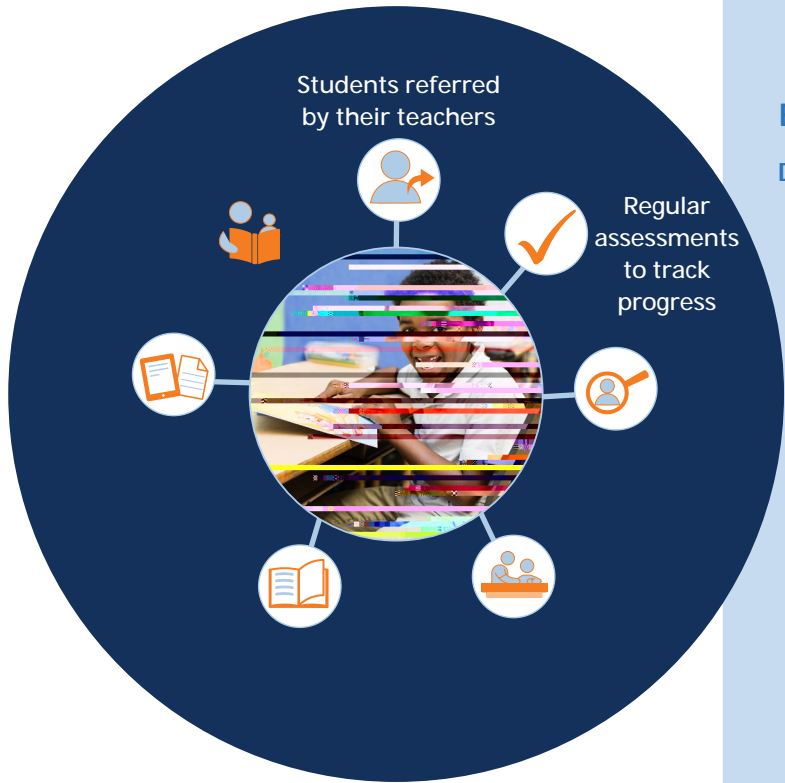 Students referred
by their teachers
Regular
assessments
to track
progress